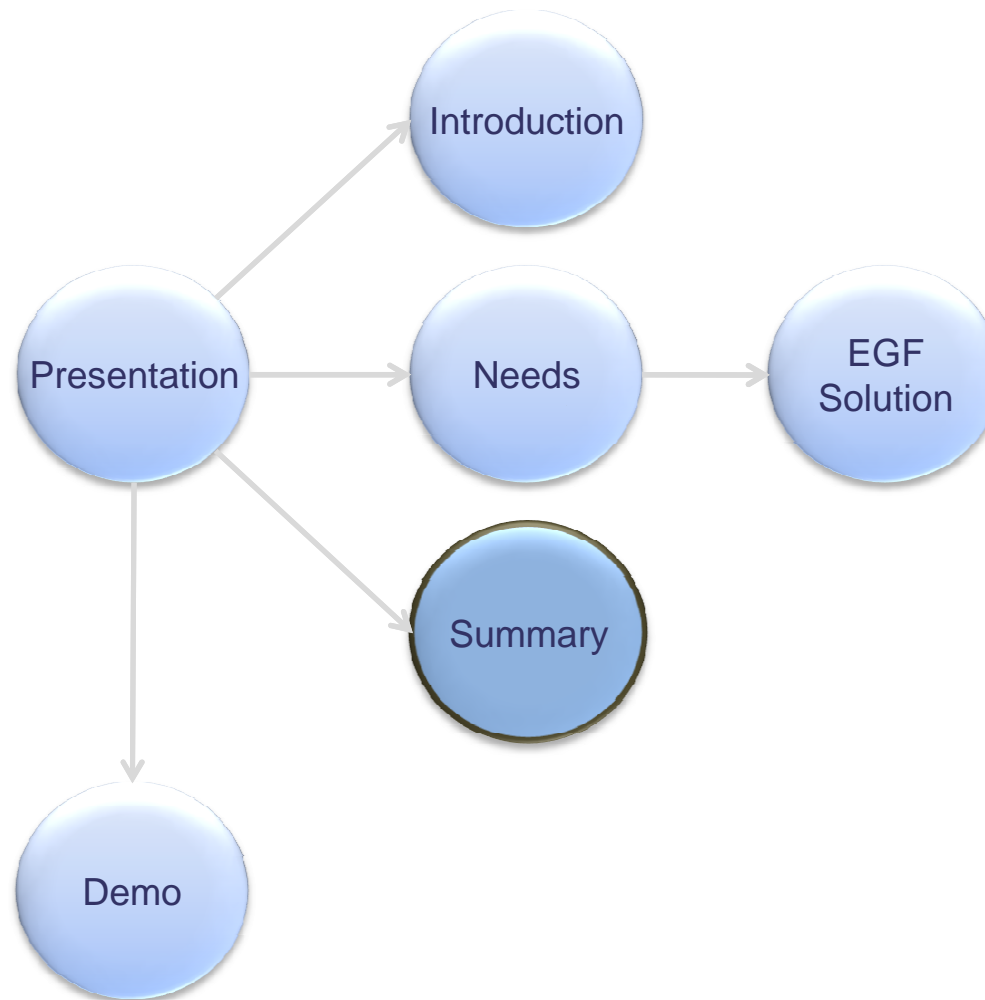 Introduction
Presentation
Needs
EGF
Solution
Summary
Demo